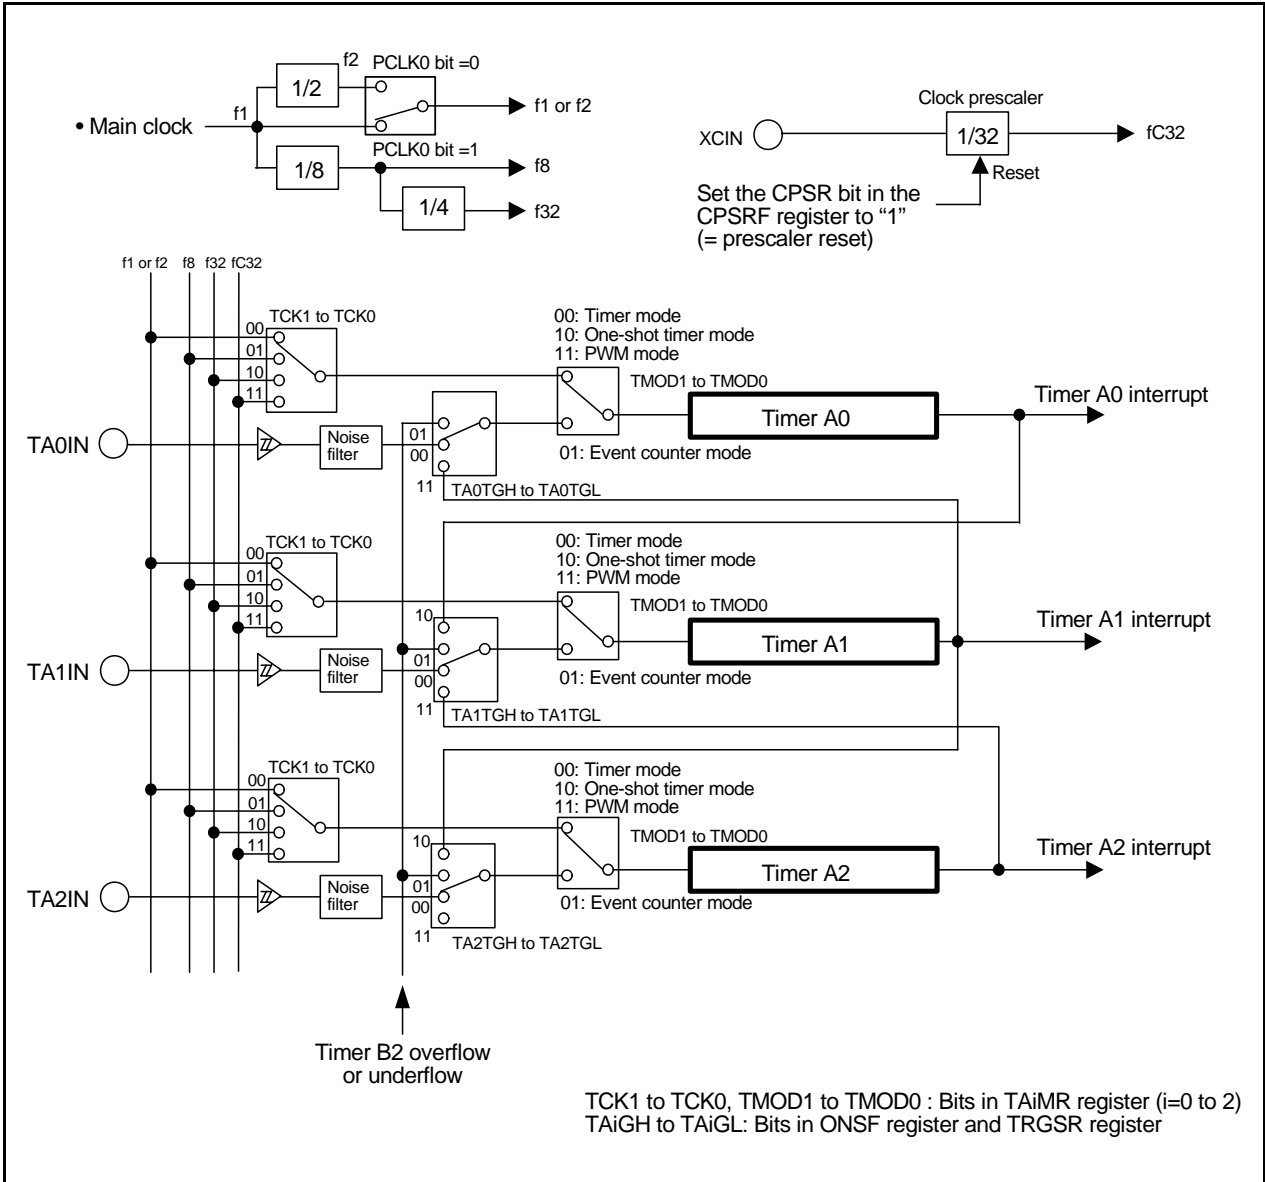 f2
PCLK0 bit =0
1/2
f1
f1 or f2
• Main clock
PCLK0 bit =1
1/8
f8
1/4
f32
Clock prescaler
XCIN
1/32
fC32
Reset
Set the CPSR bit in the
CPSRF register to “1”
(= prescaler reset)
f1 or f2 f8 f32 fC32
TCK1 to TCK0
00
01
10
11
00: Timer mode
10: One-shot timer mode
11: PWM mode
TMOD1 to TMOD0
Timer A0
Timer A0 interrupt
01: Event counter mode
TA0IN
Noise
filter
01
00
11
TA0TGH to TA0TGL
TCK1 to TCK0
00
01
10
11
00: Timer mode
10: One-shot timer mode
11: PWM mode
TMOD1 to TMOD0
Timer A1
Timer A1 interrupt
01: Event counter mode
TA1IN
Noise
filter
10
01
00
11
TA1TGH to TA1TGL
TCK1 to TCK0
00
01
10
11
00: Timer mode
10: One-shot timer mode
11: PWM mode
TMOD1 to TMOD0
Timer A2
Timer A2 interrupt
01: Event counter mode
TA2IN
Noise
filter
10
01
00
11
TA2TGH to TA2TGL
Timer B2 overflow
or underflow
TCK1 to TCK0, TMOD1 to TMOD0 : Bits in TAiMR register (i=0 to 2)
TAiGH to TAiGL: Bits in ONSF register and TRGSR register